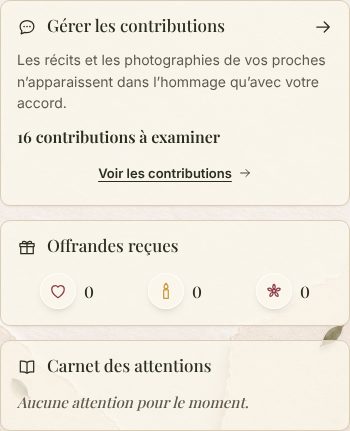 Gérer les contributions
Les récits et les photographies de vos proches
n’apparaissent dans l’hommage qu’avec votre
accord.
16 contributions à examiner
Voir les contributions
Offrandes reçues
0 0 0
Carnet des attentions
Aucune attention pour le moment.